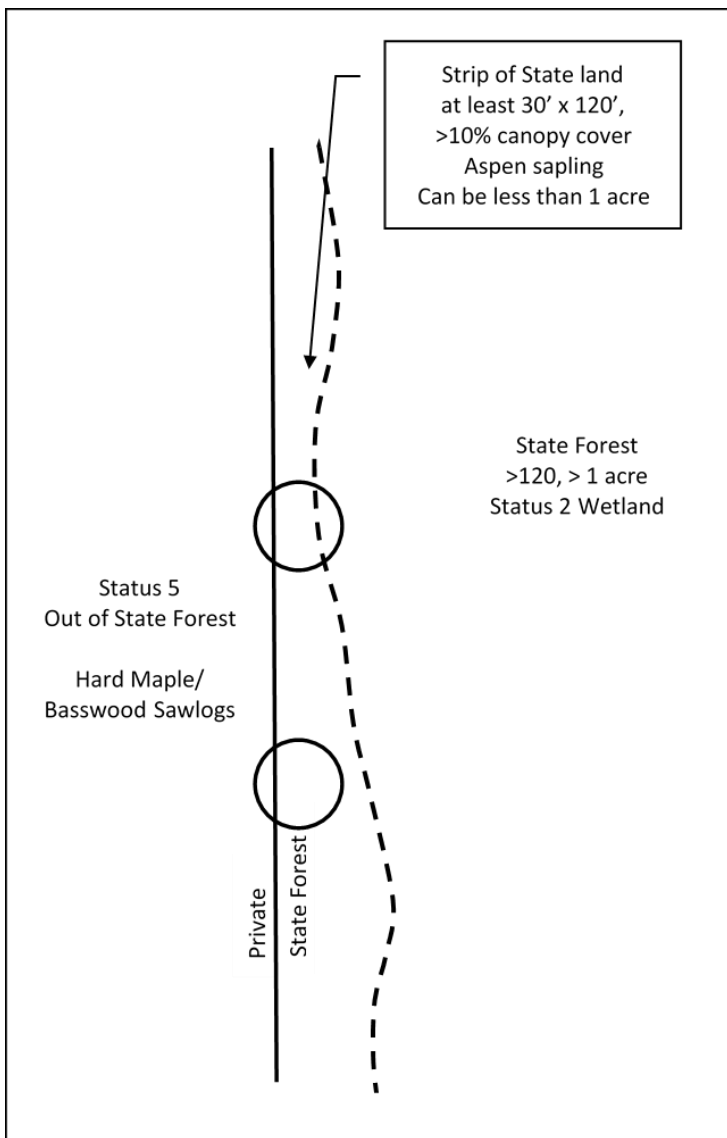 Strip of State land
at least 30’ x 120’,
>10% canopy cover
Aspen sapling
Can be less than 1 acre
State Forest
>120, > 1 acre
Status 2 Wetland
Status 5
Out of State Forest
Hard Maple/
Basswood Sawlogs
Private
State Forest